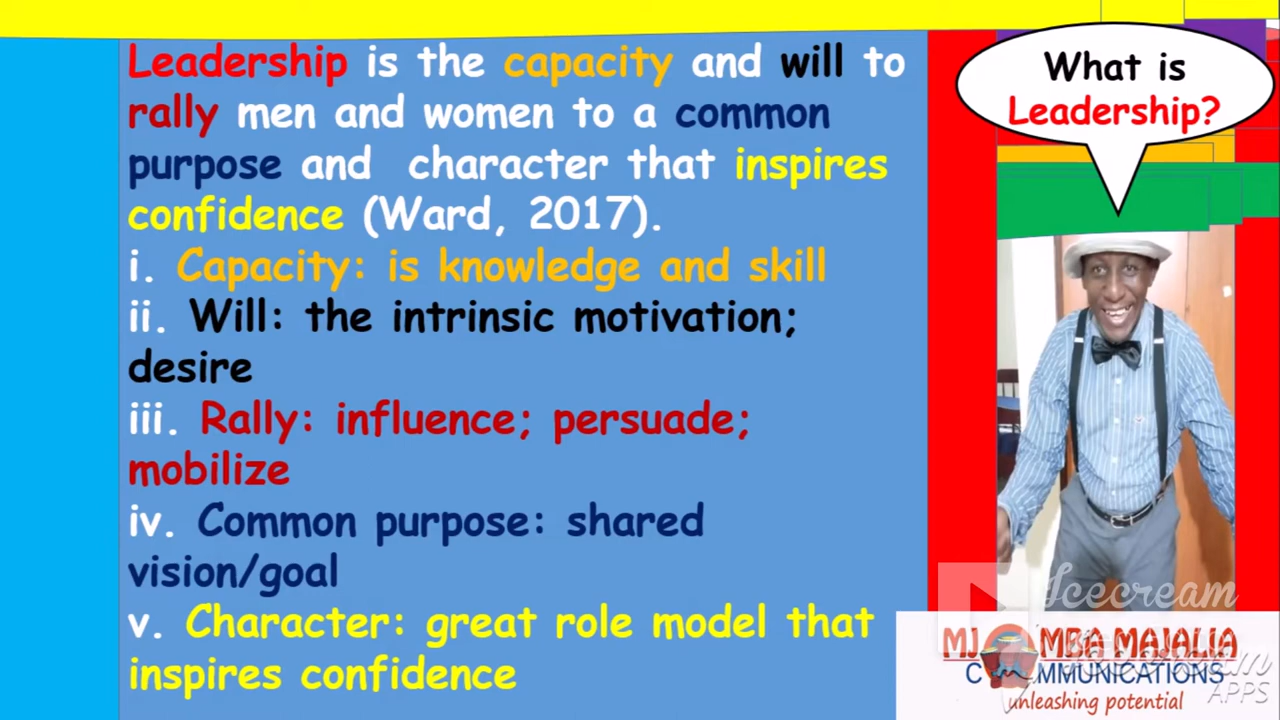 Leadership is the capacity and will to
rally men and women to a common
purpose and character that inspires
confidence (Ward, 2017).
i. Capacity: is knowledge and skill
ii. Will: the intrinsic motivation;
desire
iii. Rally: influence; persuade;
mobilize
iv. Common purpose: shared
vision/goal
v. Character: great role model that
inspires confidence
What is
Leadership?
Icecream
APPS
MJOMBA MAJALIA
COMMUNICATIONS
unleashing potential